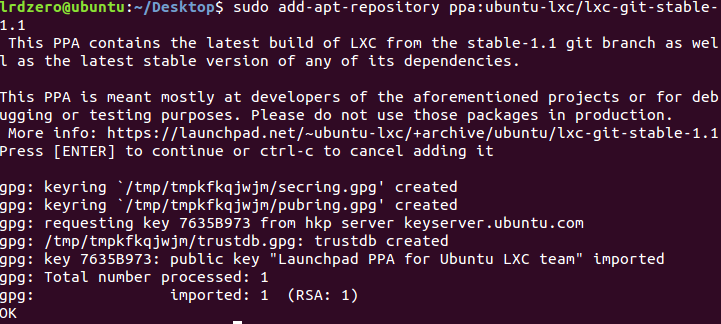 lrdzero@ubuntu:~/Desktop$ sudo add-apt-repository ppa:ubuntu-lxc/lxc-git-stable-
1.1
 This PPA contains the latest build of LXC from the stable-1.1 git branch as wel
l as the latest stable version of any of its dependencies.

This PPA is meant mostly at developers of the aforementioned projects or for deb
ugging or testing purposes. Please do not use those packages in production.
 More info: https://launchpad.net/~ubuntu-lxc/+archive/ubuntu/lxc-git-stable-1.1
Press [ENTER] to continue or ctrl-c to cancel adding it

gpg: keyring `/tmp/tmpkfkqjwjm/secring.gpg' created
gpg: keyring `/tmp/tmpkfkqjwjm/pubring.gpg' created
gpg: requesting key 7635B973 from hkp server keyserver.ubuntu.com
gpg: /tmp/tmpkfkqjwjm/trustdb.gpg: trustdb created
gpg: key 7635B973: public key "Launchpad PPA for Ubuntu LXC team" imported
gpg: Total number processed: 1
gpg:               imported: 1  (RSA: 1)
OK